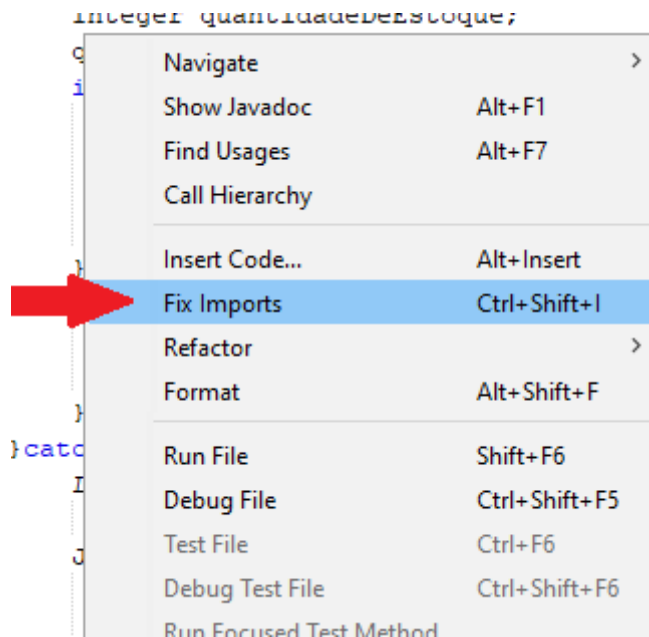 Integer quantidadeDeEstoque;
q
i
Navigate
Show Javadoc Alt+F1
Find Usages Alt+F7
Call Hierarchy
Insert Code... Alt+Insert
}
Fix Imports Ctrl+Shift+I
Refactor
Format Alt+Shift+F
}
}catc
Run File Shift+F6
Debug File Ctrl+Shift+F5
Test File Ctrl+F6
J
Debug Test File Ctrl+Shift+F6
Run Focused Test Method